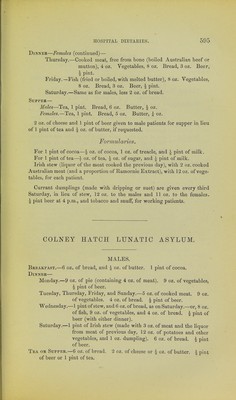 HOSPITAL DIETARIES. 595
DINNER—Females (continued)—
Thursday.—Cooked meat, free from bone (boiled Australian beef or
mutton), 4 oz. Vegetables, 8 oz. Bread, 3 oz. Beer,
½ pint.
Friday.—Fish (fried or boiled, with melted butter), 8 oz. Vegetables,
8 oz. Bread, 3 oz. Beer, ½ pint.
Saturday.—Same as for males, less 2 oz. of bread.
SUPPER—
Males—Tea, 1 pint. Bread, 6 oz. Butter, ½ oz.
Females.—Tea, 1 pint. Bread, 5 oz. Butter, ½ oz.
2 oz. of cheese and 1 pint of beer given to male patients for supper in lieu
of 1 pint of tea and ½ oz. of butter, if requested.
Formularies.
For 1 pint of cocoa—½ oz. of cocoa, 1 oz. of treacle, and ¼ pint of milk.
For 1 pint of tea—¼ oz. of tea, ¾ oz. of sugar, and ¼ pint of milk.
Irish stew (liquor of the meat cooked the previous day), with 2 oz. cooked
Australian meat (and a proportion of Ramornis Extract), with 12 oz. of vege-
tables, for each patient.
Currant dumplings (made with dripping or suet) are given every third
Saturday, in lieu of stew, 12 oz. to the males and 11 oz. to the females.
½ pint beer at 4 p.m., and tobacco and snuff, for working patients.
COLNEY HATCH LUNATIC ASYLUM.
MALES.
BREAKFAST.—6 oz. of bread, and ½ oz. of butter. 1 pint of cocoa.
DINNER—
Monday.—9 oz. of pie (containing 4 oz. of meat). 9 oz. of vegetables,
½ pint of beer.
Tuesday, Thursday, Friday, and Sunday.—5 oz. of cooked meat. 9 oz.
of vegetables. 4 oz. of bread. ½ pint of beer.
Wednesday.—1 pint of stew, and 6 oz. of bread, as on Saturday.—or, 8 oz.
of fish, 9 oz. of vegetables, and 4 oz. of bread. ½ pint of
beer (with either dinner).
Saturday.—1 pint of Irish stew (made with 3 oz. of meat and the liquor
from meat of previous day, 12 oz. of potatoes and other
vegetables, and 1 oz. dumpling). 6 oz. of bread. ½ pint
of beer.
TEA OR SUPPER.—6 oz. of bread. 2 oz. of cheese or ½ oz. of butter. ½ pint
of beer or 1 pint of tea.